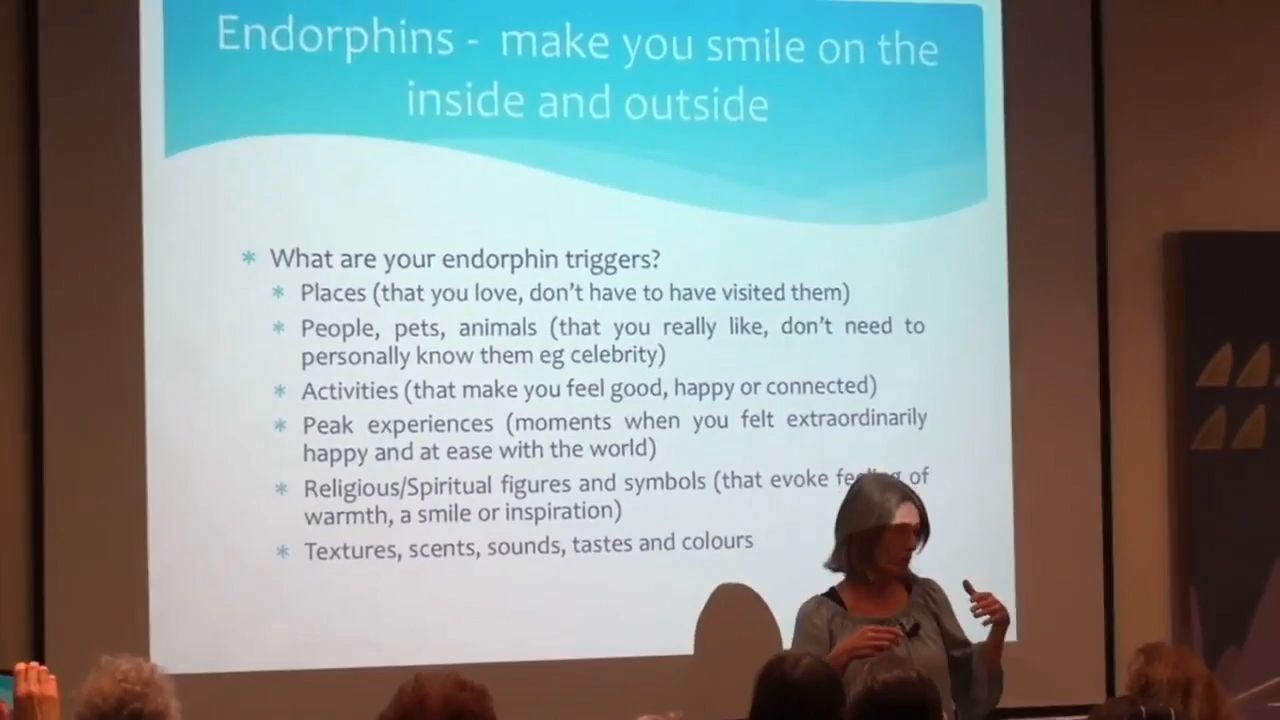 Endorphins - make you smile on the
inside and outside
* What are your endorphin triggers?
* Places (that you love, don't have to have visited them)
* People, pets, animals (that you really like, don't need to
personally know them eg celebrity)
* Activities (that make you feel good, happy or connected)
* Peak experiences (moments when you felt extraordinarily
happy and at ease with the world)
* Religious/Spiritual figures and symbols (that evoke of
warmth, a smile or inspiration)
* Textures, scents, sounds, tastes and colours